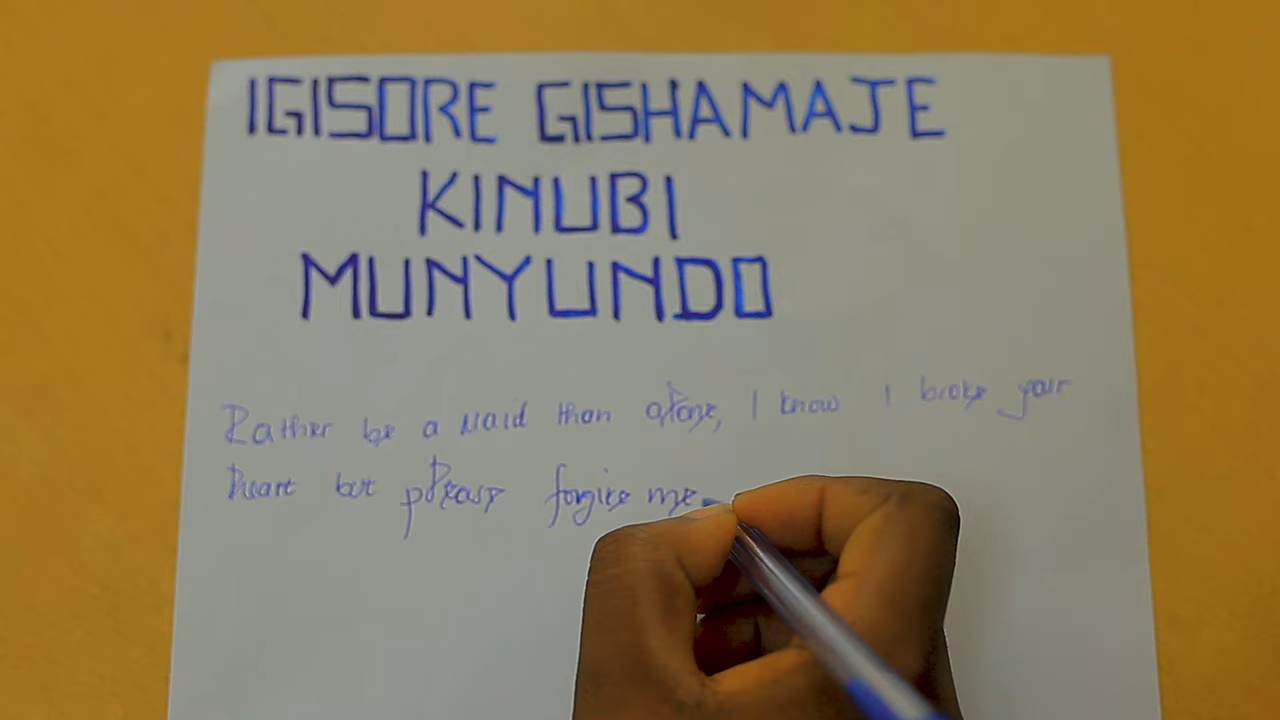 IGISORE GISHAMAJE
KINUBI
MUNYUNDO
Rather be a Maid than alone, I know I broke your
heart but please forgive me